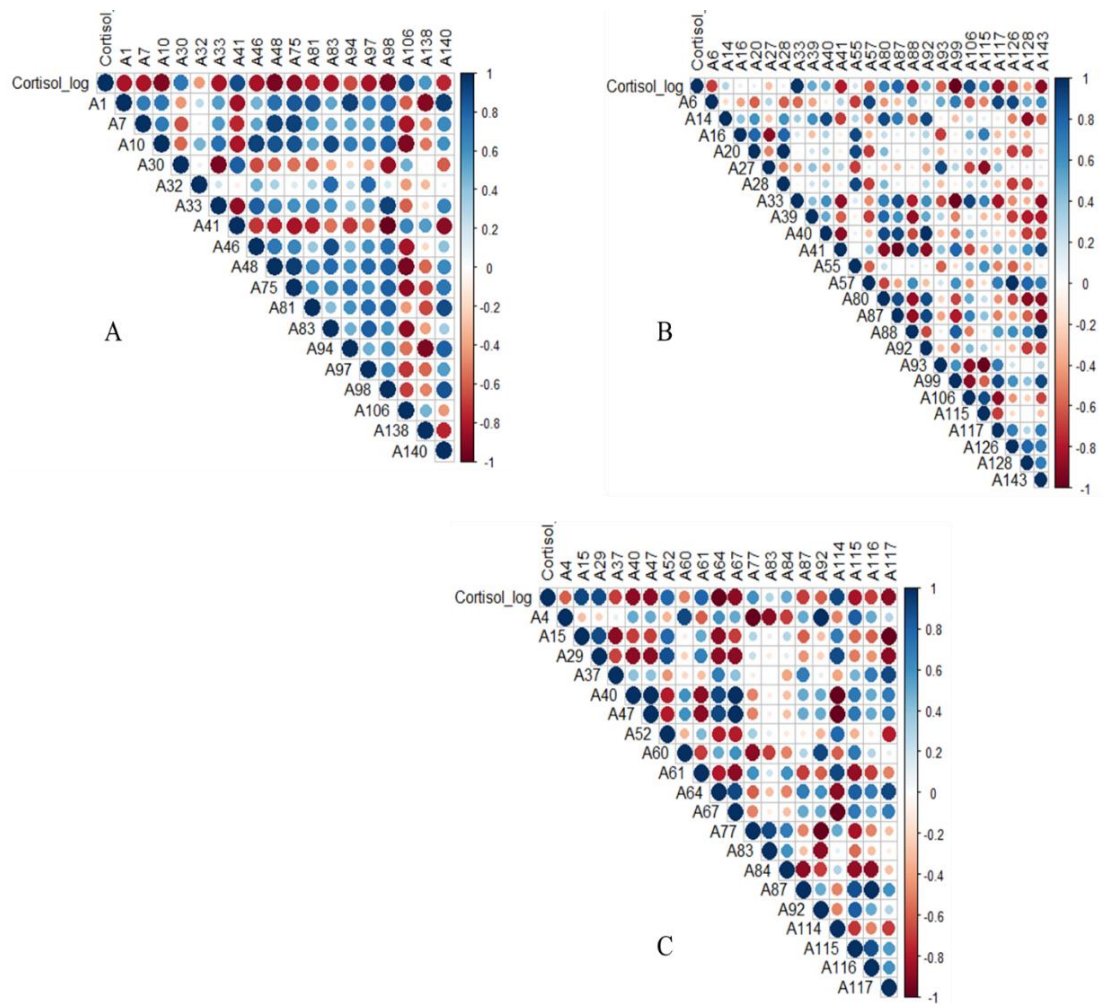 Cortisol A1 A7 A10 A30 A32 A33 A41 A46 A48 A75 A81 A83 A94 A97 A98 A106 A138 A140
Cortisol_log
A1
A7
A10
A30
A32
A33
A41
A46
A48
A75
A81
A83
A94
A97
A98
A106
A138
A140
1
0.8
0.6
0.4
0.2
0
-0.2
-0.4
-0.6
-0.8
-1
A
Cortisol A6 A14 A16 A20 A27 A28 A33 A39 A40 A41 A55 A57 A80 A87 A88 A92 A93 A99 A106 A115 A117 A126 A128 A143
Cortisol_log
A6
A14
A16
A20
A27
A28
A33
A39
A40
A41
A55
A57
A80
A87
A88
A92
A93
A99
A106
A115
A117
A126
A128
A143
1
0.8
0.6
0.4
0.2
0
-0.2
-0.4
-0.6
-0.8
-1
B
Cortisol A4 A15 A29 A37 A40 A47 A52 A60 A61 A64 A67 A77 A83 A84 A87 A92 A114 A115 A116 A117
Cortisol_log
A4
A15
A29
A37
A40
A47
A52
A60
A61
A64
A67
A77
A83
A84
A87
A92
A114
A115
A116
A117
1
0.8
0.6
0.4
0.2
0
-0.2
-0.4
-0.6
-0.8
-1
C